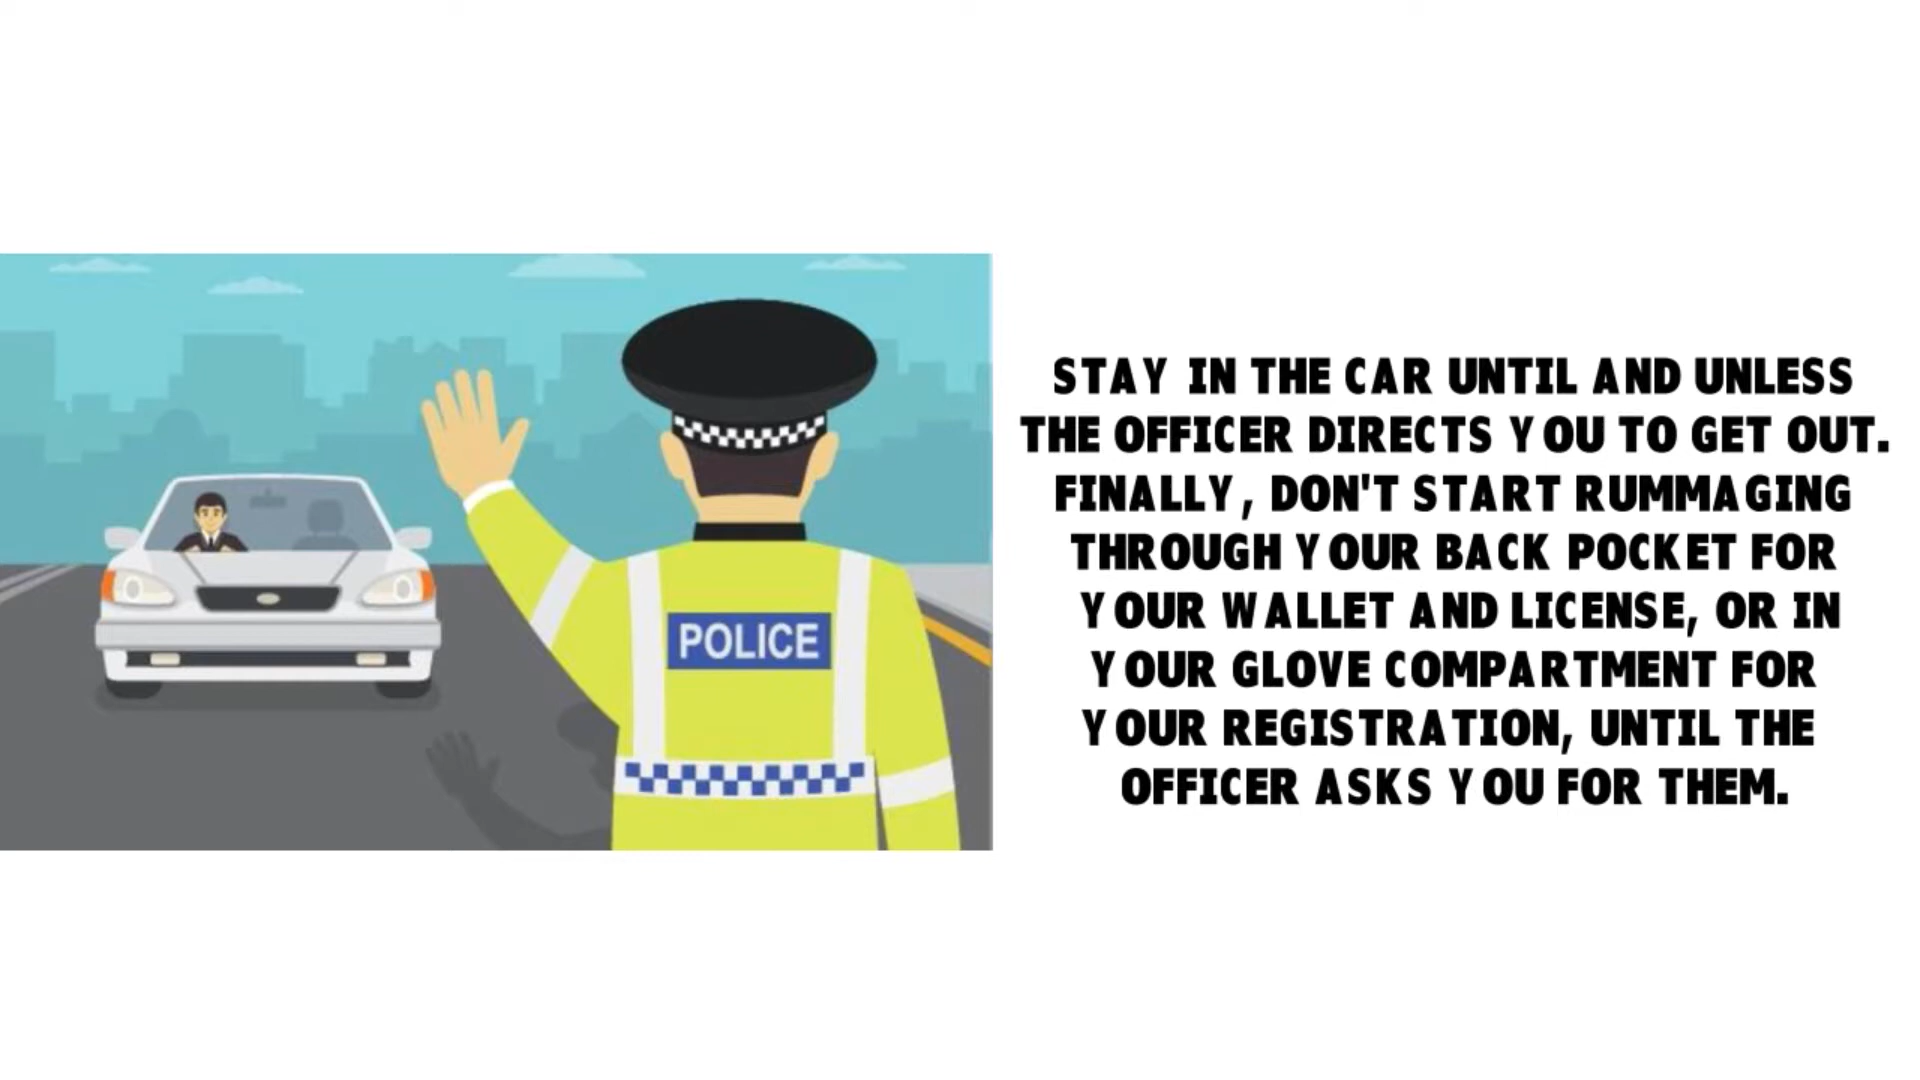 POLICE
STAY IN THE CAR UNTIL AND UNLESS
THE OFFICER DIRECTS YOU TO GET OUT.
FINALLY, DON'T START RUMMAGING
THROUGH YOUR BACK POCKET FOR
YOUR WALLET AND LICENSE, OR IN
YOUR GLOVE COMPARTMENT FOR
YOUR REGISTRATION, UNTIL THE
OFFICER ASKS YOU FOR THEM.